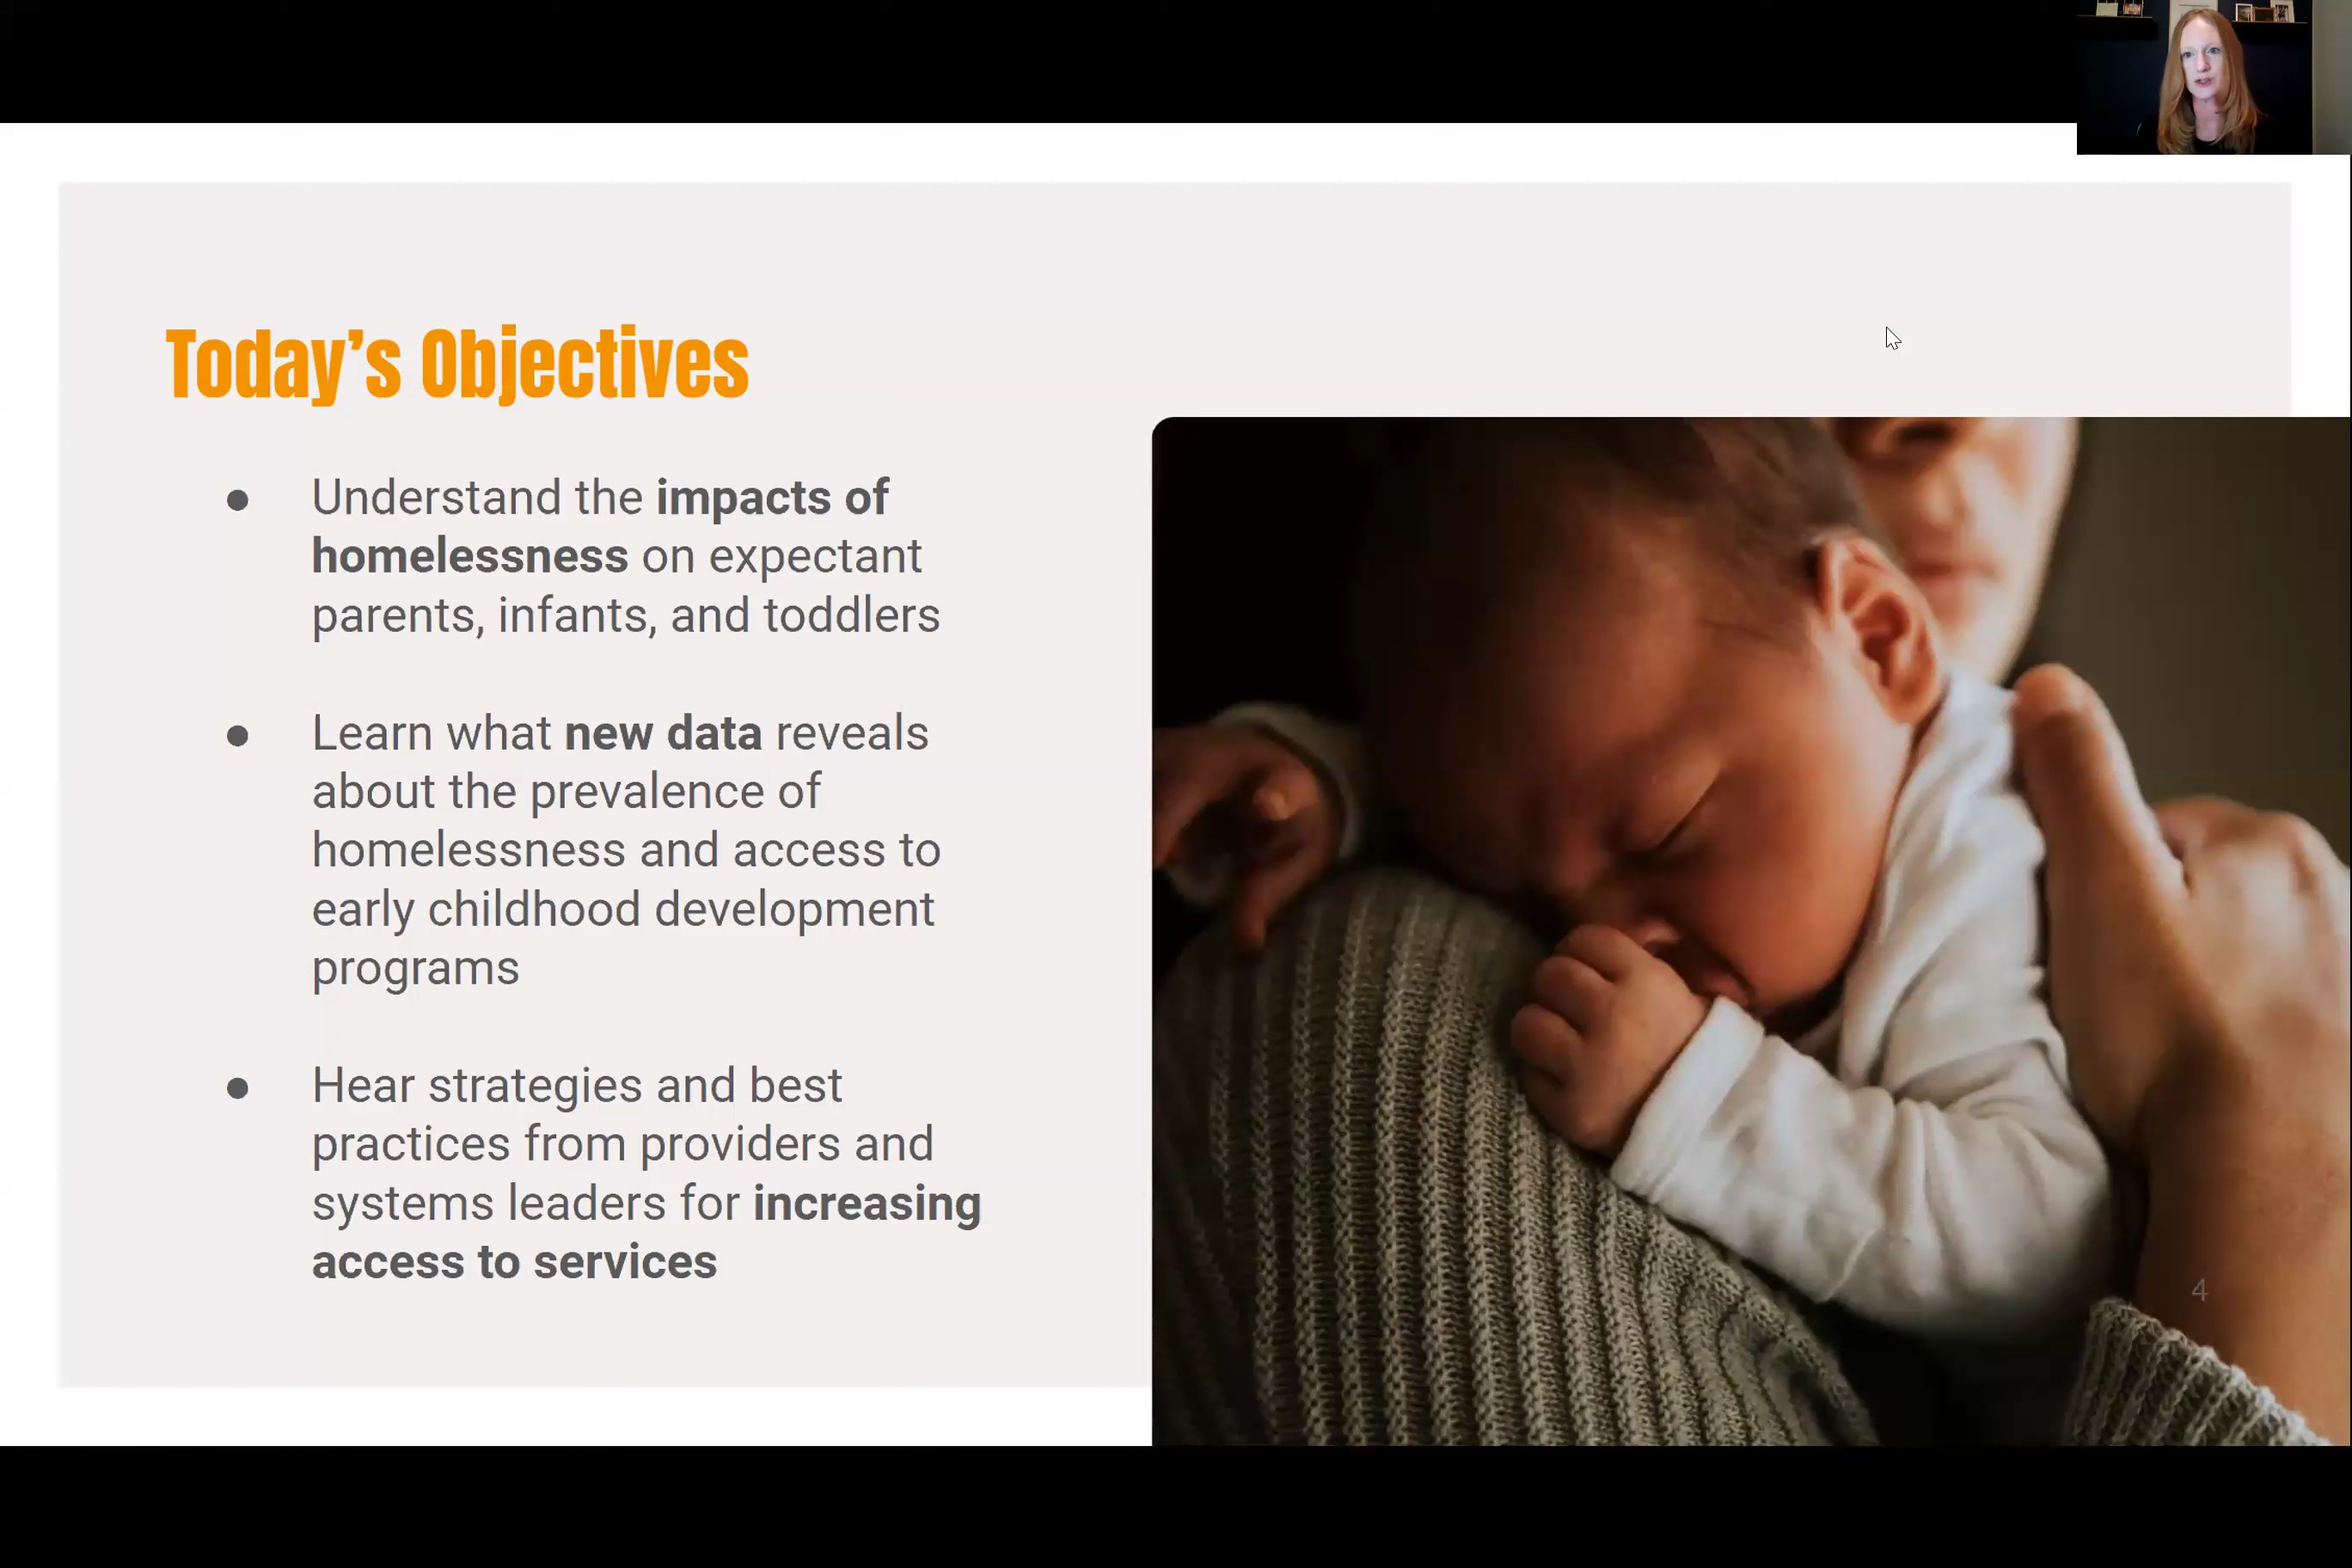 Today’s Objectives
● Understand the impacts of
homelessness on expectant
parents, infants, and toddlers
● Learn what new data reveals
about the prevalence of
homelessness and access to
early childhood development
programs
● Hear strategies and best
practices from providers and
systems leaders for increasing
access to services
4